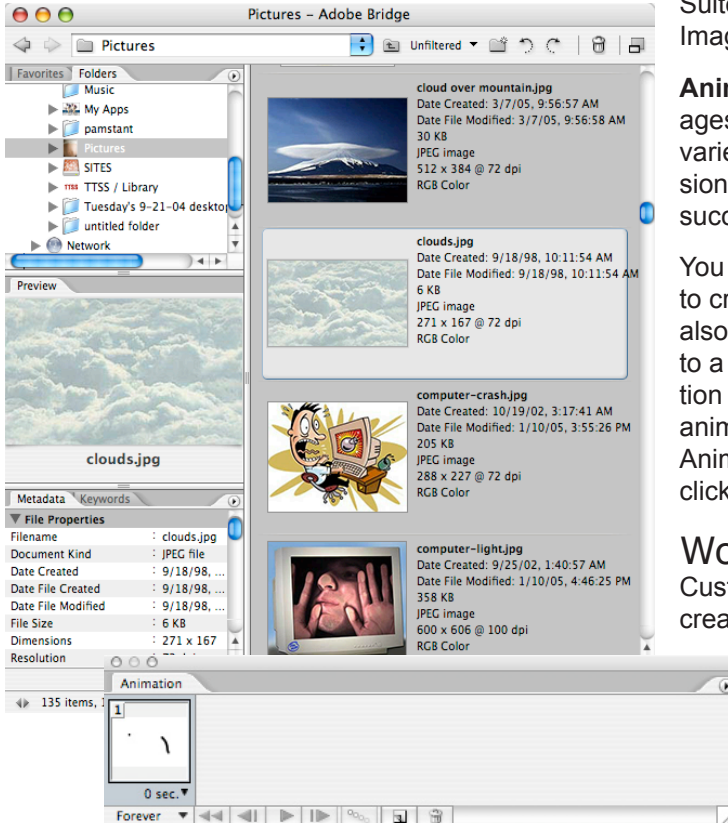 Pictures – Adobe Bridge
Pictures
Unfiltered
Favorites Folders
Music
My Apps
pamstant
Pictures
SITES
TTSS / Library
Tuesday's 9-21-04 deskto
untitled folder
Network
Preview
clouds.jpg
Metadata Keywords
File Properties
Filename : clouds.jpg
Document Kind : JPEG file
Date Created : 9/18/98, ...
Date File Created : 9/18/98, ...
Date File Modified : 9/18/98, ...
File Size : 6 KB
Dimensions : 271 x 167
Resolution
135 items, 1
cloud over mountain.jpg
Date Created: 3/7/05, 9:56:57 AM
Date File Modified: 3/7/05, 9:56:58 AM
30 KB
JPEG image
512 x 384 @ 72 dpi
RGB Color
clouds.jpg
Date Created: 9/18/98, 10:11:54 AM
Date File Modified: 9/18/98, 10:11:54 AM
6 KB
JPEG image
271 x 167 @ 72 dpi
RGB Color
computer-crash.jpg
Date Created: 10/19/02, 3:17:41 AM
Date File Modified: 1/10/05, 3:55:26 PM
205 KB
JPEG image
288 x 227 @ 72 dpi
RGB Color
computer-light.jpg
Date Created: 9/25/02, 1:40:57 AM
Date File Modified: 1/10/05, 4:46:25 PM
358 KB
JPEG image
600 x 606 @ 100 dpi
RGB Color
Suite
Imag
Anim
ages
varie
sion
succ
You
to cr
also
to a
tion
anim
Anim
click
Wo
Cust
crea
Animation
1
0 sec.
Forever